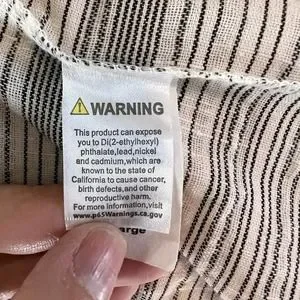 ⚠WARNING
This product can expose
you to Di(2-ethylhexyl)
phthalate,lead,nickel
and cadmium,which are
known to the state of
California to cause cancer,
birth defects,and other
reproductive harm.
For more information,visit
www.p65Warnings.ca.gov
arge